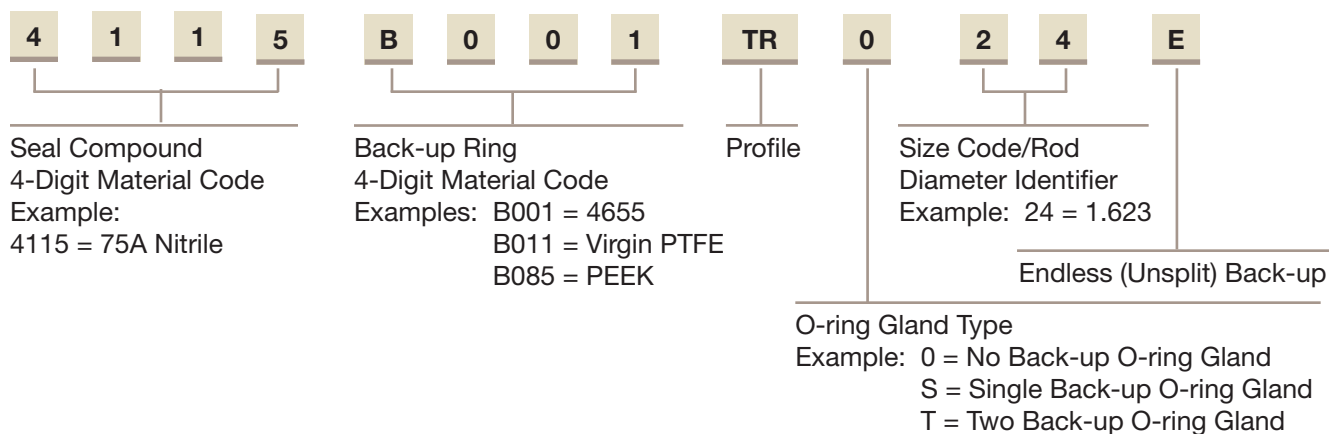 4 1 1 5 B 0 0 1 TR 0 2 4 E
Seal Compound
4-Digit Material Code
Example:
4115 = 75A Nitrile
Back-up Ring
4-Digit Material Code
Examples: B001 = 4655
B011 = Virgin PTFE
B085 = PEEK
Profile
Size Code/Rod
Diameter Identifier
Example: 24 = 1.623
Endless (Unsplit) Back-up
O-ring Gland Type
Example: 0 = No Back-up O-ring Gland
S = Single Back-up O-ring Gland
T = Two Back-up O-ring Gland